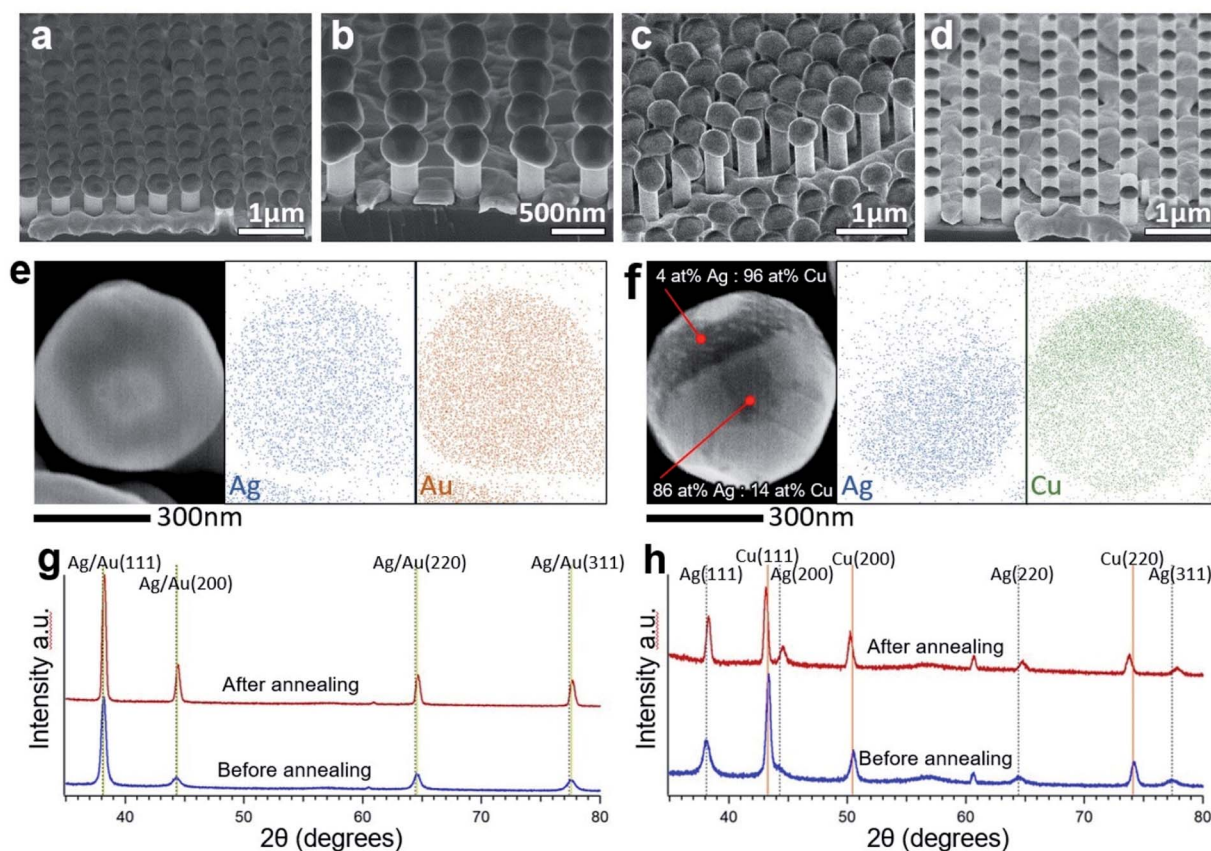 a b c d
1μm 500nm 1μm 1μm
e f
4 at% Ag : 96 at% Cu
Ag Au 86 at% Ag : 14 at% Cu Ag Cu
300nm 300nm
g h
Ag/Au(111) Ag/Au(200) Ag/Au(220) Ag/Au(311)
Intensity a.u.
After annealing
Before annealing
40 50 60 70 80
2θ (degrees)
Ag(111) Cu(111) Ag(200) Cu(200) Ag(220) Cu(220) Ag(311)
Intensity a.u.
After annealing
Before annealing
40 50 60 70 80
2θ (degrees)